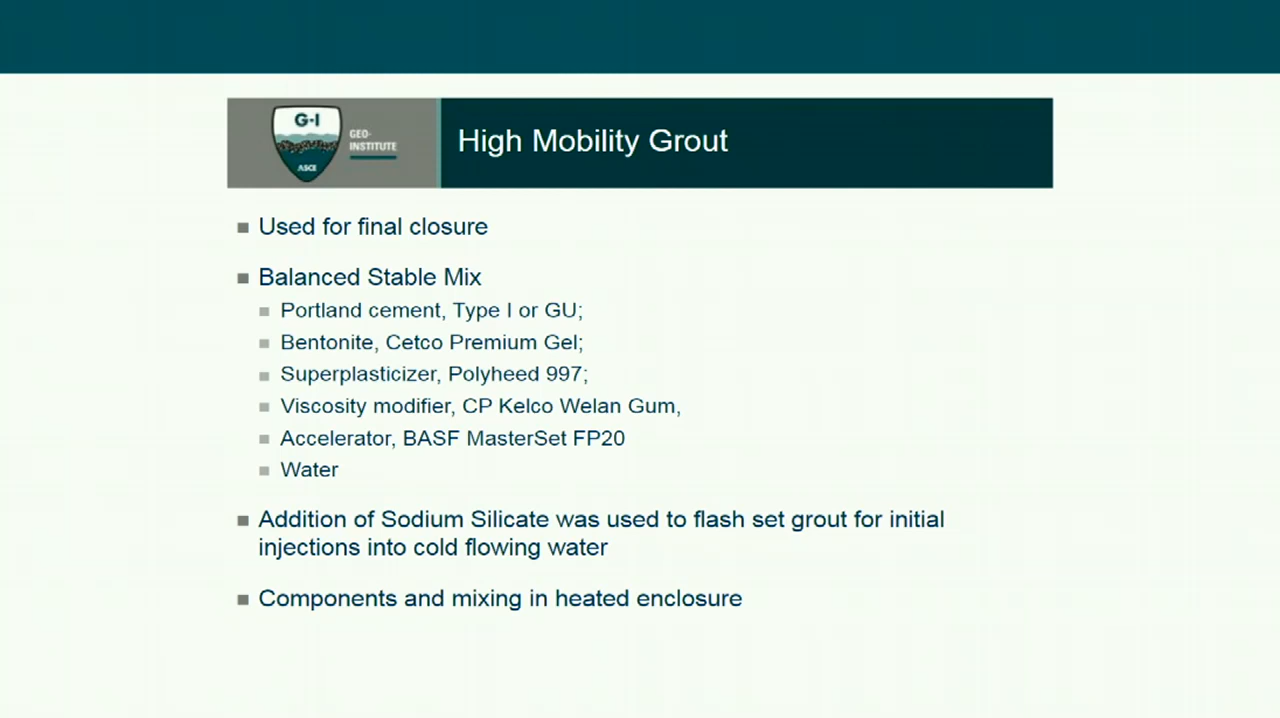 G-I
GEO-
INSTITUTE
ASCE
High Mobility Grout
Used for final closure
Balanced Stable Mix
Portland cement, Type I or GU;
Bentonite, Cetco Premium Gel;
Superplasticizer, Polyheed 997;
Viscosity modifier, CP Kelco Welan Gum,
Accelerator, BASF MasterSet FP20
Water
Addition of Sodium Silicate was used to flash set grout for initial
injections into cold flowing water
Components and mixing in heated enclosure